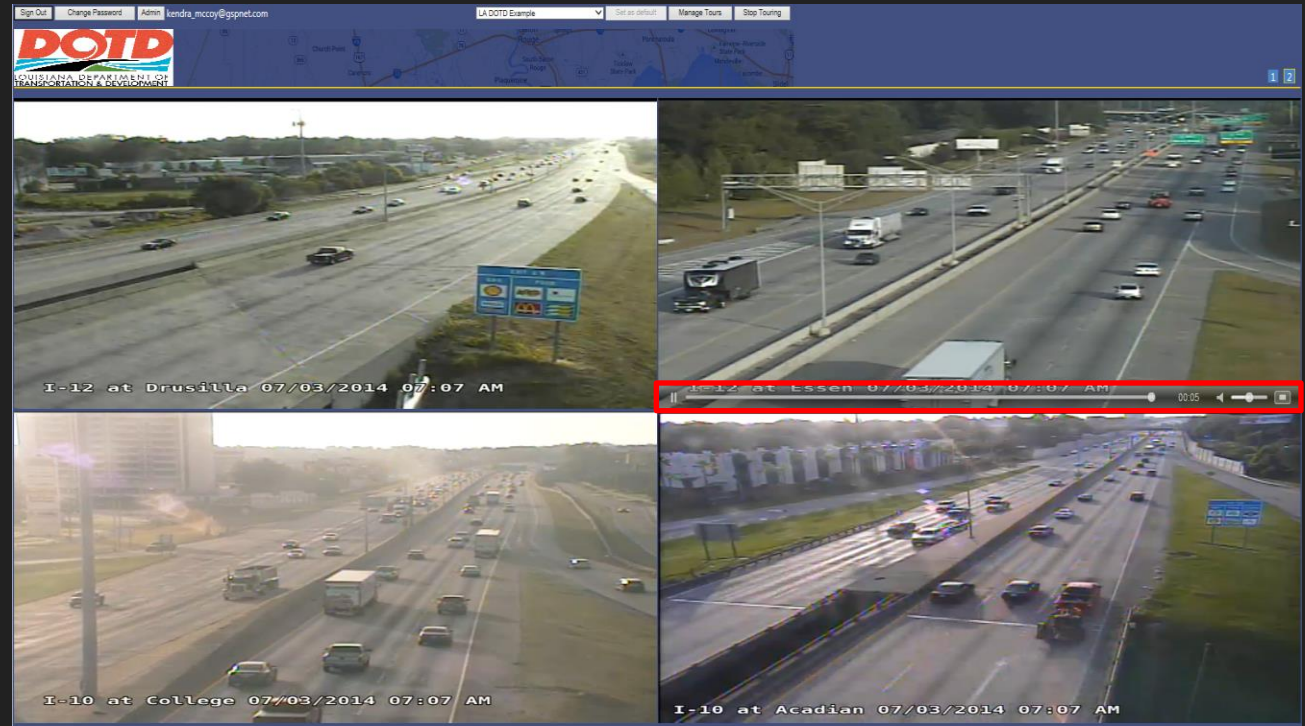 Sign Out Change Password Admin kendra_mccoy@gspnet.com LA DOTD Example Set as default Manage Tours Stop Touring
DOTD
LOUISIANA DEPARTMENT OF
TRANSPORTATION & DEVELOPMENT
Plaquemine
State Park
1 2
I-12 at Drusilla 07/03/2014 07:07 AM
I-12 at Essen 07/03/2014 07:07 AM
00:05
I-10 at College 07/03/2014 07:07 AM
I-10 at Acadian 07/03/2014 07:07 AM